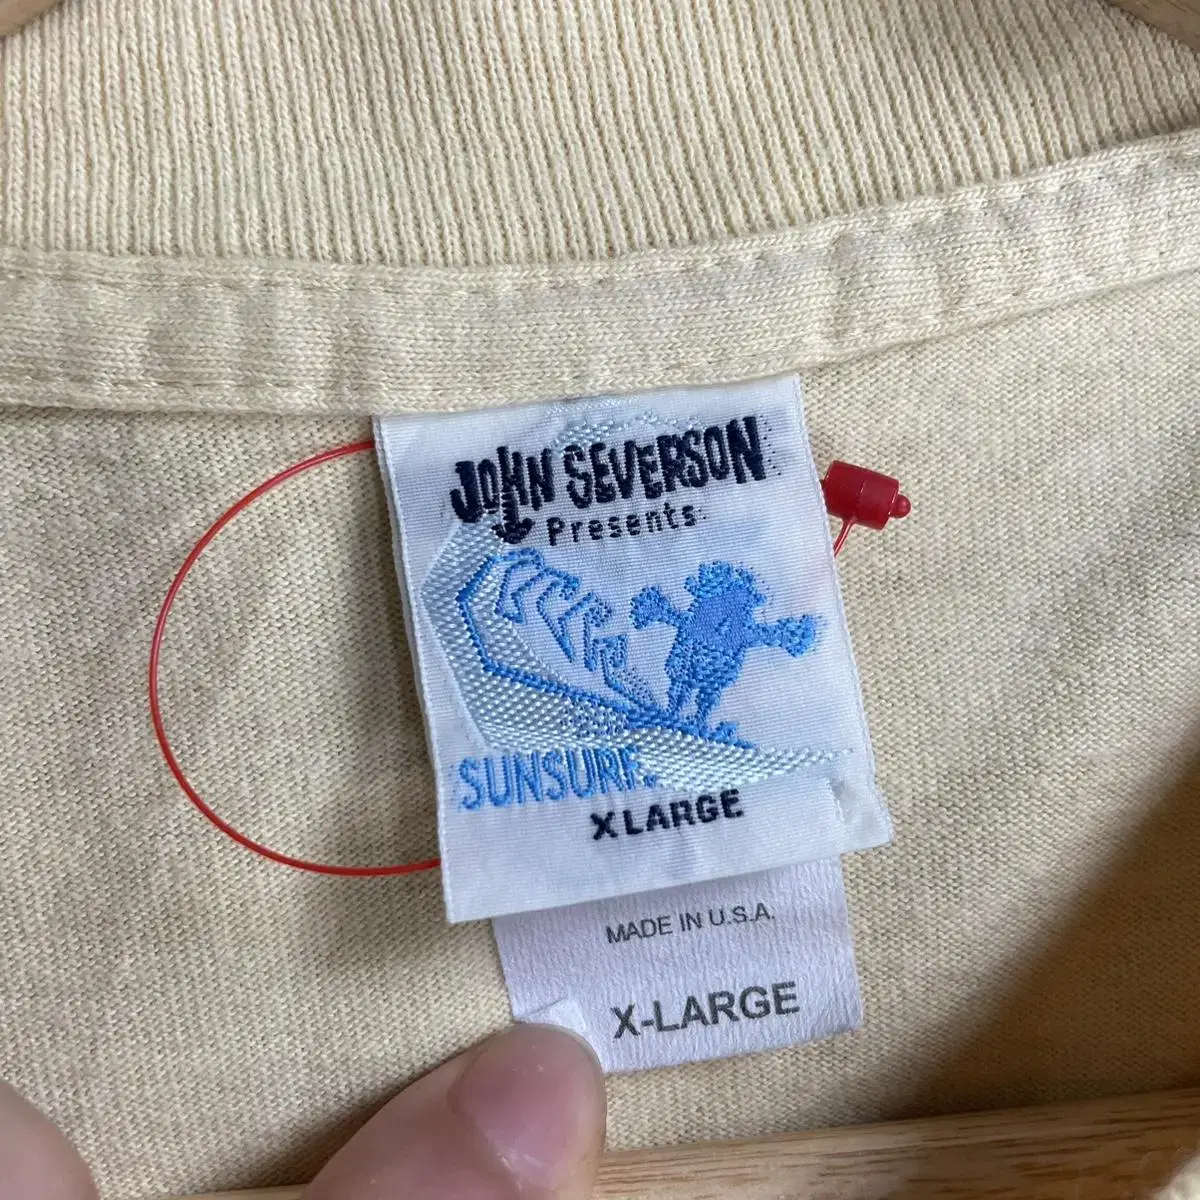 JOHN SEVERSON
Presents
SUNSURF
X LARGE
MADE IN U.S.A.
X-LARGE